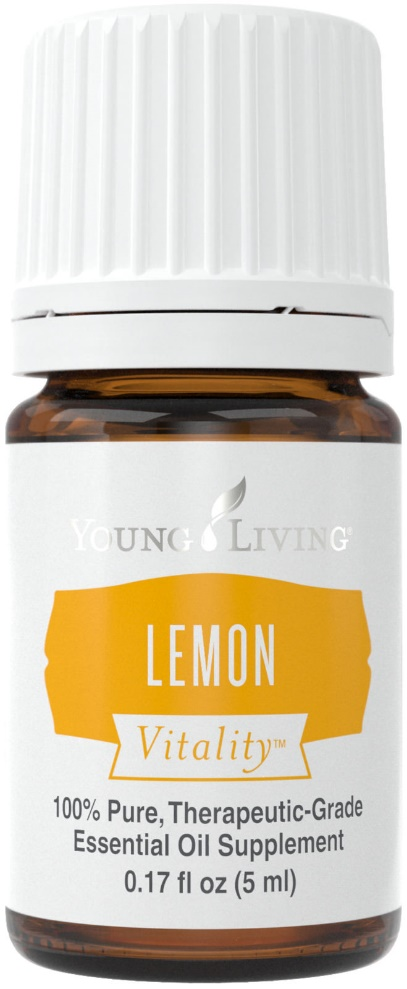 YOUNG LIVING®
LEMON
Vitality™
100% Pure, Therapeutic-Grade
Essential Oil Supplement
0.17 fl oz (5 ml)